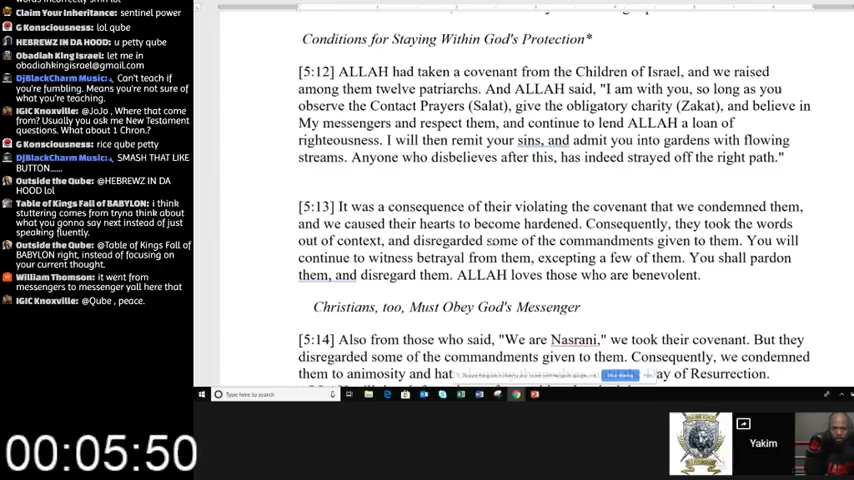 Claim Your Inheritance: sentinel power
G Konsciousness: lol qube
HEBREWZ IN DA HOOD: u petty qube
Obadiah King Israel: let me in
obadiahkingisrael@gmail.com
DjBlackCharm Music: Can't teach if
you're fumbling. Means you're not sure of
what you're teaching.
IGIC Knoxville: @JoJo , Where that come
from? Usually you ask me New Testament
questions. What about 1 Chron.?
G Konsciousness: rice qube petty
DjBlackCharm Music: SMASH THAT LIKE
BUTTON......
Outside the Qube: @HEBREWZ IN DA
HOOD lol
Table of Kings Fall of BABYLON: i think
stuttering comes from tryna think about
what you gonna say next instead of just
speaking fluently.
Outside the Qube: @Table of Kings Fall of
BABYLON right, instead of focusing on
your current thought.
William Thomson: it went from
messengers to messenger yall here that
IGIC Knoxville: @Qube , peace.
Conditions for Staying Within God's Protection*
[5:12] ALLAH had taken a covenant from the Children of Israel, and we raised
among them twelve patriarchs. And ALLAH said, "I am with you, so long as you
observe the Contact Prayers (Salat), give the obligatory charity (Zakat), and believe in
My messengers and respect them, and continue to lend ALLAH a loan of
righteousness. I will then remit your sins, and admit you into gardens with flowing
streams. Anyone who disbelieves after this, has indeed strayed off the right path."
[5:13] It was a consequence of their violating the covenant that we condemned them,
and we caused their hearts to become hardened. Consequently, they took the words
out of context, and disregarded some of the commandments given to them. You will
continue to witness betrayal from them, excepting a few of them. You shall pardon
them, and disregard them. ALLAH loves those who are benevolent.
Christians, too, Must Obey God's Messenger
[5:14] Also from those who said, "We are Nasrani," we took their covenant. But they
disregarded some of the commandments given to them. Consequently, we condemned
them to animosity and hat ay of Resurrection.
Stop sharing
Type here to search
Yakim
00:05:50